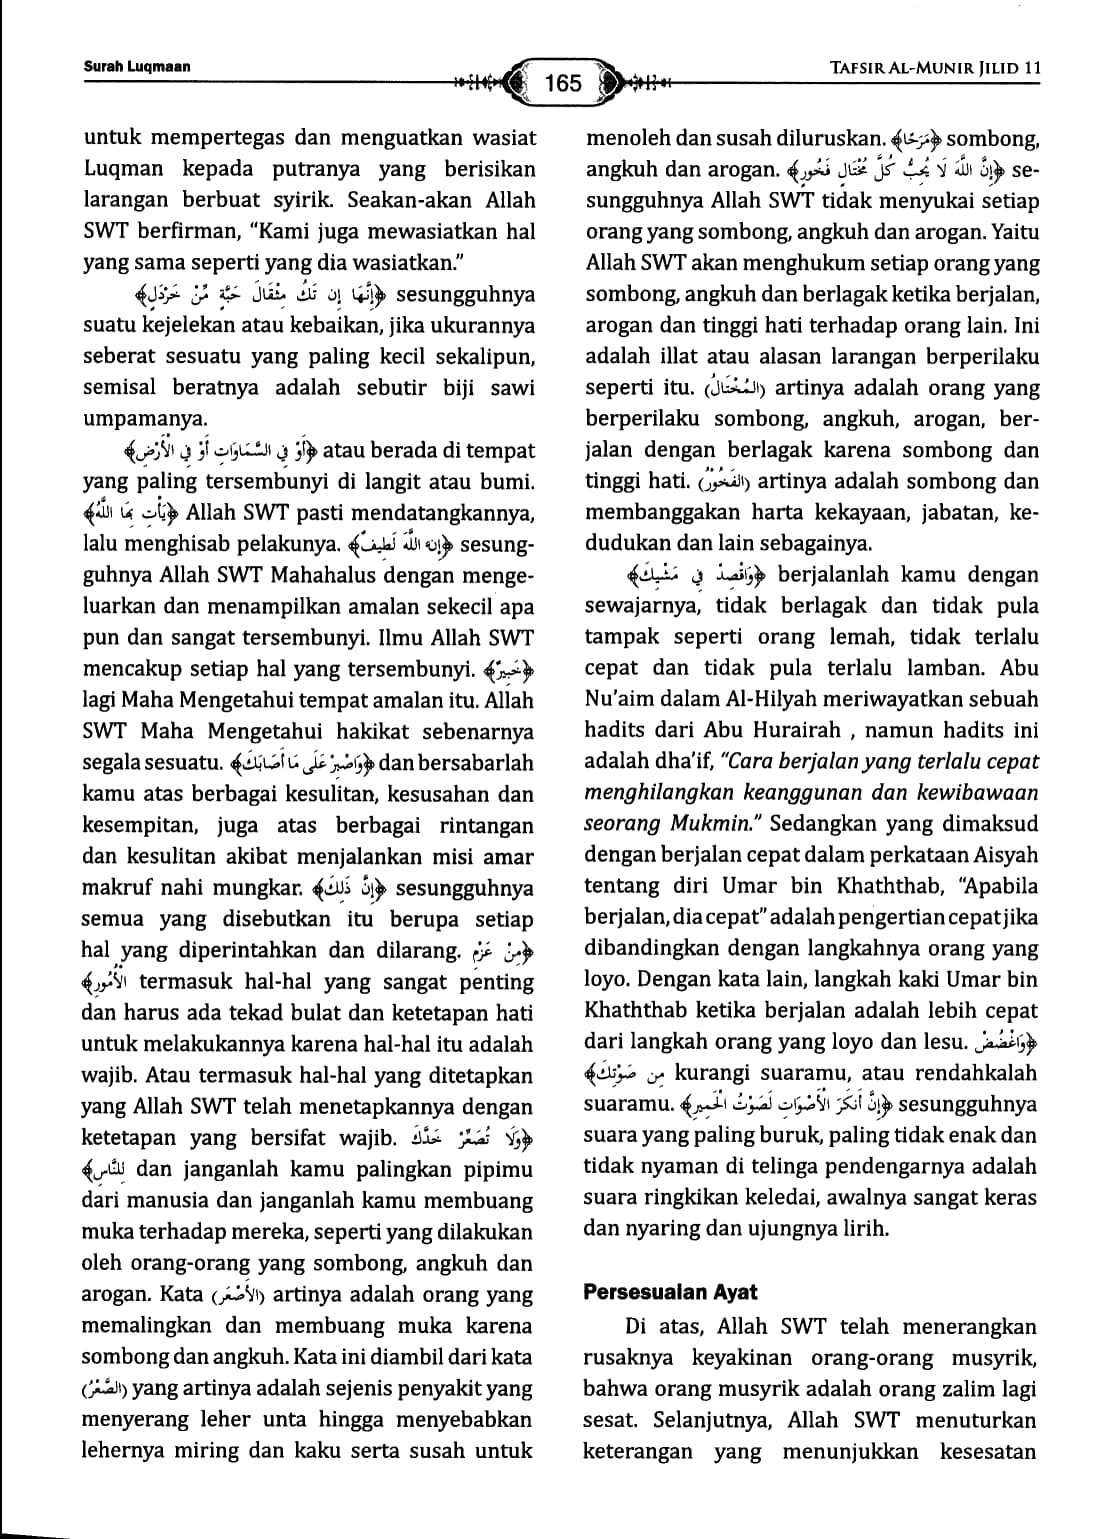 Surah Luqmaan
165
TAFSIR AL-MUNIR JILID 11
untuk mempertegas dan menguatkan wasiat
Luqman kepada putranya yang berisikan
larangan berbuat syirik. Seakan-akan Allah
SWT berfirman, “Kami juga mewasiatkan hal
yang sama seperti yang dia wasiatkan.”
﴿إِنَّهَا إِن تَكُ مِثْقَالَ حَبَّةٍ مِّنْ خَرْدَلٍ﴾ sesungguhnya
suatu kejelekan atau kebaikan, jika ukurannya
seberat sesuatu yang paling kecil sekalipun,
semisal beratnya adalah sebutir biji sawi
umpamanya.
﴿أَوْ فِي السَّمَاوَاتِ أَوْ فِي الْأَرْضِ﴾ atau berada di tempat
yang paling tersembunyi di langit atau bumi.
﴿يَأْتِ بِهَا اللَّهُ﴾ Allah SWT pasti mendatangkannya,
lalu menghisab pelakunya. ﴿إِنَّ اللَّهَ لَطِيفٌ﴾ sesung-
guhnya Allah SWT Mahahalus dengan menge-
luarkan dan menampilkan amalan sekecil apa
pun dan sangat tersembunyi. Ilmu Allah SWT
mencakup setiap hal yang tersembunyi. ﴿خَبِيرٌ﴾
lagi Maha Mengetahui tempat amalan itu. Allah
SWT Maha Mengetahui hakikat sebenarnya
segala sesuatu. ﴿وَاصْبِرْ عَلَى مَا أَصَابَكَ﴾ dan bersabarlah
kamu atas berbagai kesulitan, kesusahan dan
kesempitan, juga atas berbagai rintangan
dan kesulitan akibat menjalankan misi amar
makruf nahi mungkar. ﴿إِنَّ ذَلِكَ﴾ sesungguhnya
semua yang disebutkan itu berupa setiap
hal yang diperintahkan dan dilarang. ﴿مِنْ عَزْمِ
الْأُمُورِ﴾ termasuk hal-hal yang sangat penting
dan harus ada tekad bulat dan ketetapan hati
untuk melakukannya karena hal-hal itu adalah
wajib. Atau termasuk hal-hal yang ditetapkan
yang Allah SWT telah menetapkannya dengan
ketetapan yang bersifat wajib. ﴿وَلَا تُصَعِّرْ خَدَّكَ
لِلنَّاسِ﴾ dan janganlah kamu palingkan pipimu
dari manusia dan janganlah kamu membuang
muka terhadap mereka, seperti yang dilakukan
oleh orang-orang yang sombong, angkuh dan
arogan. Kata (الأَصْعَر) artinya adalah orang yang
memalingkan dan membuang muka karena
sombong dan angkuh. Kata ini diambil dari kata
(الصَّعَرُ) yang artinya adalah sejenis penyakit yang
menyerang leher unta hingga menyebabkan
lehernya miring dan kaku serta susah untuk
menoleh dan susah diluruskan. ﴿مَرَحًا﴾ sombong,
angkuh dan arogan. ﴿إِنَّ اللَّهَ لَا يُحِبُّ كُلَّ مُخْتَالٍ فَخُورٍ﴾ se-
sungguhnya Allah SWT tidak menyukai setiap
orang yang sombong, angkuh dan arogan. Yaitu
Allah SWT akan menghukum setiap orang yang
sombong, angkuh dan berlagak ketika berjalan,
arogan dan tinggi hati terhadap orang lain. Ini
adalah illat atau alasan larangan berperilaku
seperti itu. (المُخْتَالُ) artinya adalah orang yang
berperilaku sombong, angkuh, arogan, ber-
jalan dengan berlagak karena sombong dan
tinggi hati. (الفَخُورُ) artinya adalah sombong dan
membanggakan harta kekayaan, jabatan, ke-
dudukan dan lain sebagainya.
﴿وَاقْصِدْ فِي مَشْيِكَ﴾ berjalanlah kamu dengan
sewajarnya, tidak berlagak dan tidak pula
tampak seperti orang lemah, tidak terlalu
cepat dan tidak pula terlalu lamban. Abu
Nu’aim dalam Al-Hilyah meriwayatkan sebuah
hadits dari Abu Hurairah , namun hadits ini
adalah dha’if, “Cara berjalan yang terlalu cepat
menghilangkan keanggunan dan kewibawaan
seorang Mukmin.” Sedangkan yang dimaksud
dengan berjalan cepat dalam perkataan Aisyah
tentang diri Umar bin Khaththab, “Apabila
berjalan, dia cepat” adalah pengertian cepat jika
dibandingkan dengan langkahnya orang yang
loyo. Dengan kata lain, langkah kaki Umar bin
Khaththab ketika berjalan adalah lebih cepat
dari langkah orang yang loyo dan lesu. ﴿وَاغْضُضْ
مِن صَوْتِكَ﴾ kurangi suaramu, atau rendahkalah
suaramu. ﴿إِنَّ أَنكَرَ الْأَصْوَاتِ لَصَوْتُ الْحَمِيرِ﴾ sesungguhnya
suara yang paling buruk, paling tidak enak dan
tidak nyaman di telinga pendengarnya adalah
suara ringkikan keledai, awalnya sangat keras
dan nyaring dan ujungnya lirih.
Persesualan Ayat
Di atas, Allah SWT telah menerangkan
rusaknya keyakinan orang-orang musyrik,
bahwa orang musyrik adalah orang zalim lagi
sesat. Selanjutnya, Allah SWT menuturkan
keterangan yang menunjukkan kesesatan